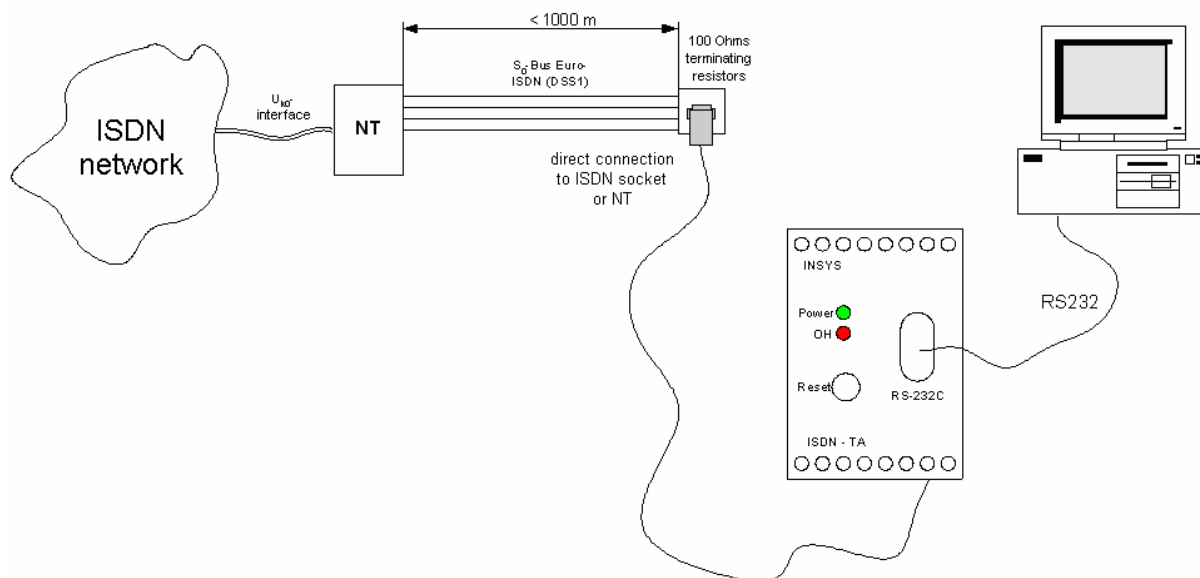 < 1000 m
S0-Bus Euro-
ISDN (DSS1)
100 Ohms
terminating
resistors
Uk0-
interface
NT
ISDN
network
direct connection
to ISDN socket
or NT
INSYS
Power
OH
Reset
RS-232C
ISDN - TA
RS232